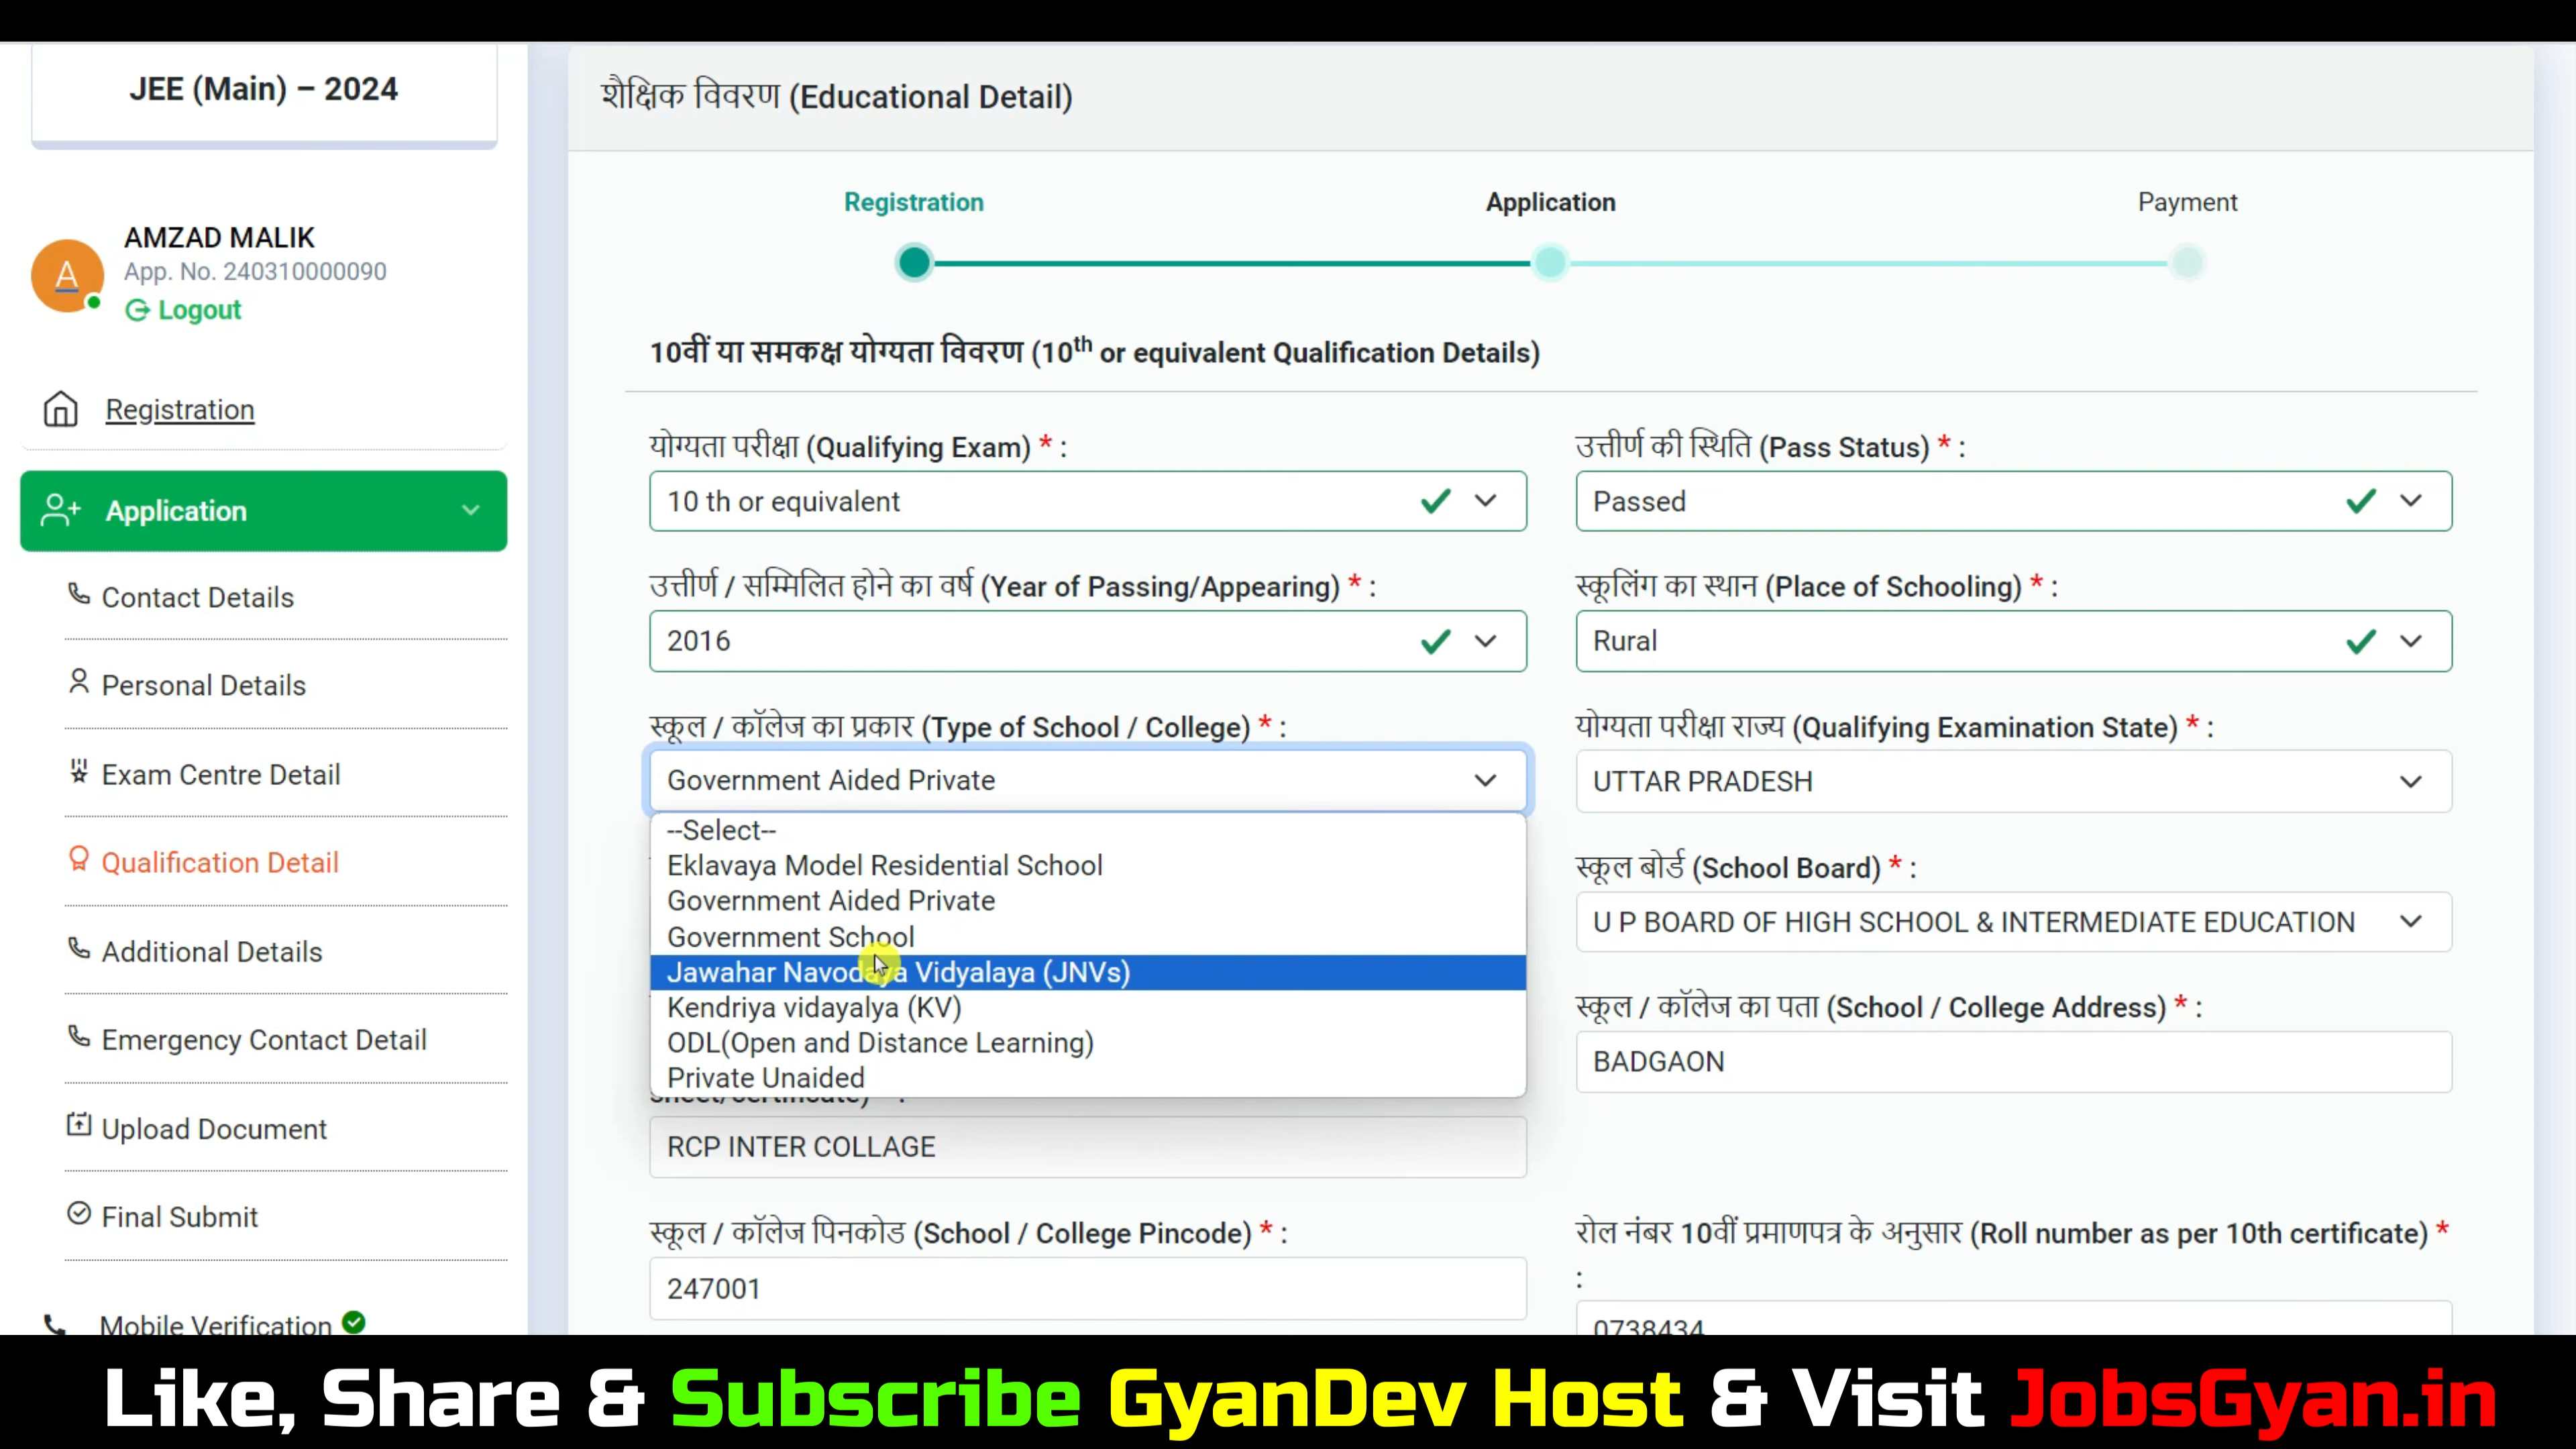 JEE (Main) – 2024
A
AMZAD MALIK
App. No. 240310000090
Logout
Registration
Application
Contact Details
Personal Details
Exam Centre Detail
Qualification Detail
Additional Details
Emergency Contact Detail
Upload Document
Final Submit
Mobile Verification
शैक्षिक विवरण (Educational Detail)
Registration
Application
Payment
10वीं या समकक्ष योग्यता विवरण (10th or equivalent Qualification Details)
योग्यता परीक्षा (Qualifying Exam) * :
10 th or equivalent
उत्तीर्ण की स्थिति (Pass Status) * :
Passed
उत्तीर्ण / सम्मिलित होने का वर्ष (Year of Passing/Appearing) * :
2016
स्कूलिंग का स्थान (Place of Schooling) * :
Rural
स्कूल / कॉलेज का प्रकार (Type of School / College) * :
Government Aided Private
--Select--
Eklavaya Model Residential School
Government Aided Private
Government School
Jawahar Navodaya Vidyalaya (JNVs)
Kendriya vidayalya (KV)
ODL(Open and Distance Learning)
Private Unaided
योग्यता परीक्षा राज्य (Qualifying Examination State) * :
UTTAR PRADESH
स्कूल बोर्ड (School Board) * :
U P BOARD OF HIGH SCHOOL & INTERMEDIATE EDUCATION
स्कूल / कॉलेज का पता (School / College Address) * :
BADGAON
sheet/certificate) :
RCP INTER COLLAGE
स्कूल / कॉलेज पिनकोड (School / College Pincode) * :
247001
रोल नंबर 10वीं प्रमाणपत्र के अनुसार (Roll number as per 10th certificate) *
:
0738434
Like, Share & Subscribe GyanDev Host & Visit JobsGyan.in